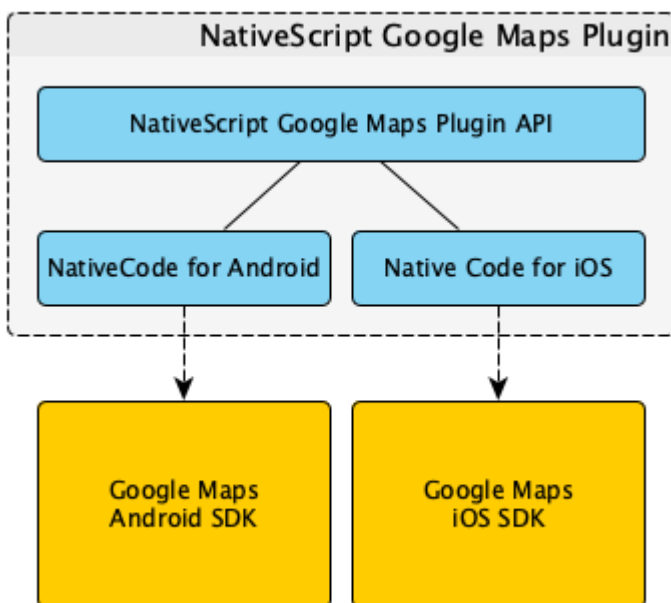 NativeScript Google Maps Plugin
NativeScript Google Maps Plugin API
NativeCode for Android
Native Code for iOS
Google Maps
Android SDK
Google Maps
iOS SDK